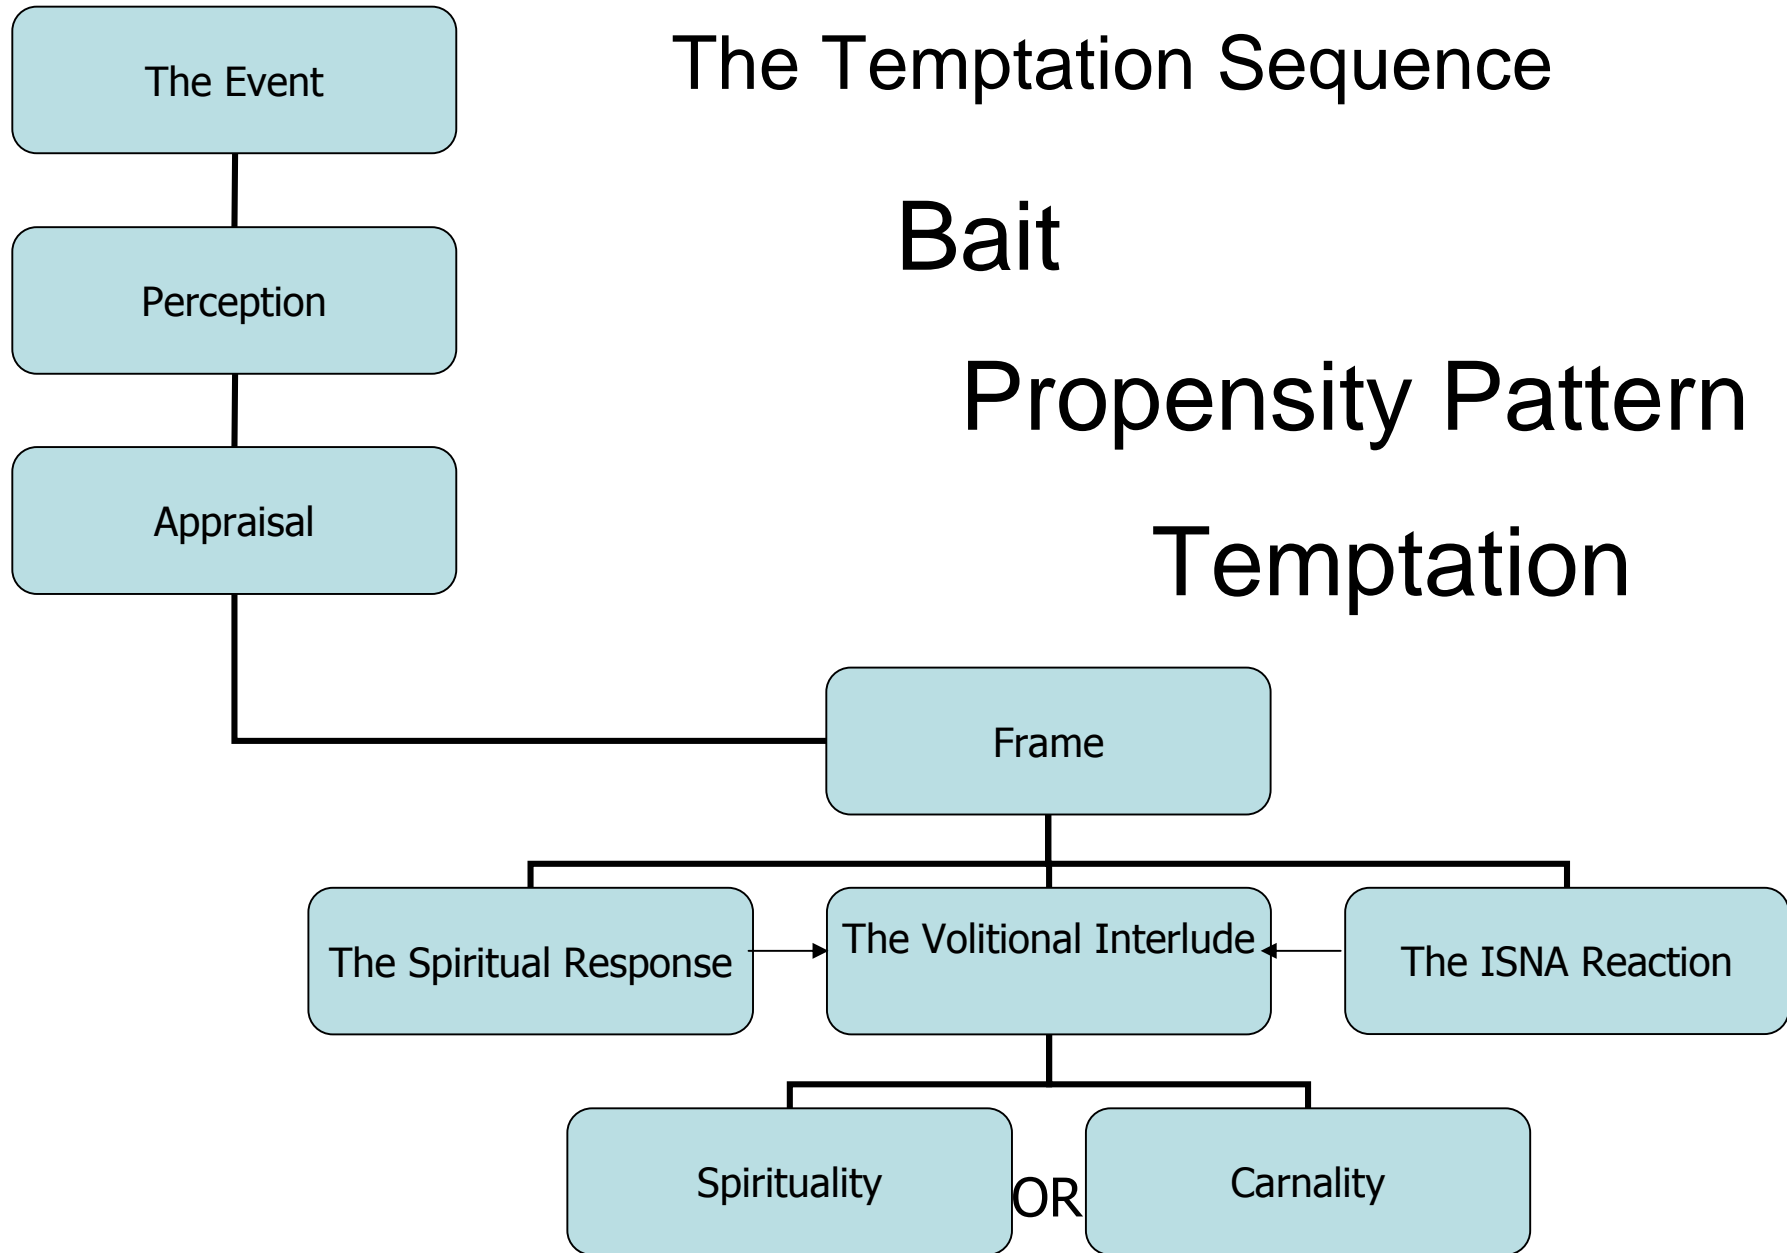 The Event
The Temptation Sequence
Bait
Perception
Propensity Pattern
Appraisal
Temptation
Frame
The Spiritual Response
The Volitional Interlude
The ISNA Reaction
Spirituality
OR
Carnality